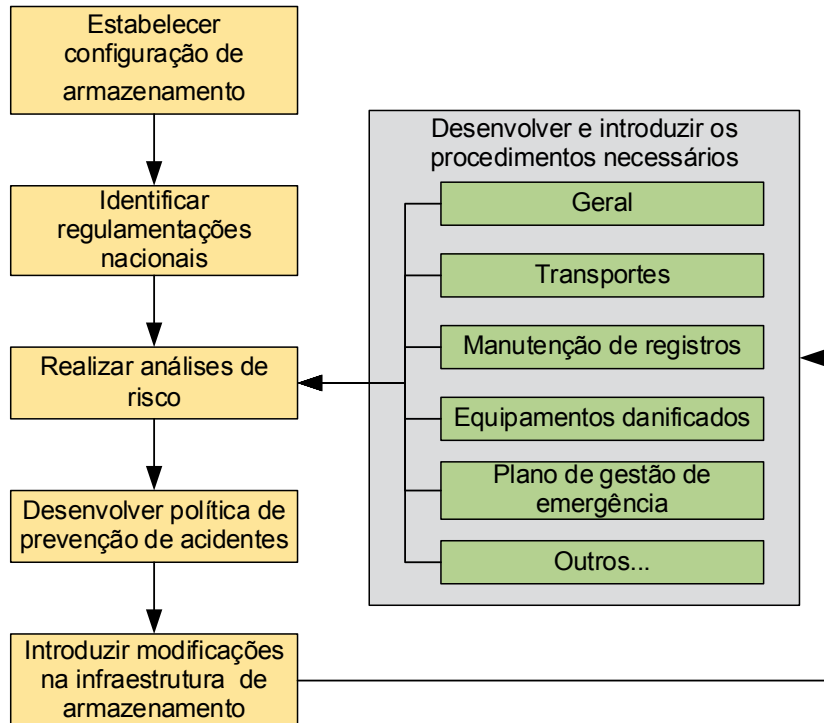 Estabelecer
configuração de
armazenamento
Identificar
regulamentações
nacionais
Realizar análises de
risco
Desenvolver política de
prevenção de acidentes
Introduzir modificações
na infraestrutura de
armazenamento
Desenvolver e introduzir os
procedimentos necessários
Geral
Transportes
Manutenção de registros
Equipamentos danificados
Plano de gestão de
emergência
Outros...